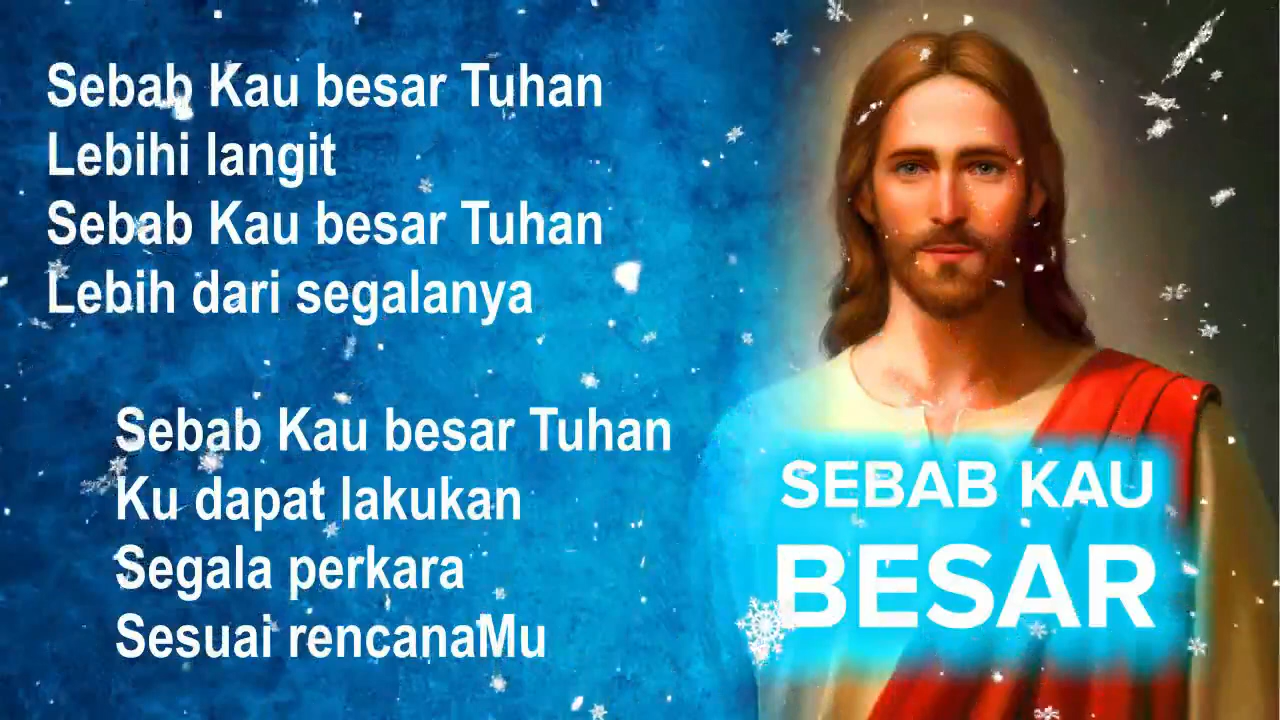 Sebab Kau besar Tuhan
Lebihi langit
Sebab Kau besar Tuhan
Lebih dari segalanya
Sebab Kau besar Tuhan
Ku dapat lakukan
Segala perkara
Sesuai rencanaMu
SEBAB KAU
BESAR